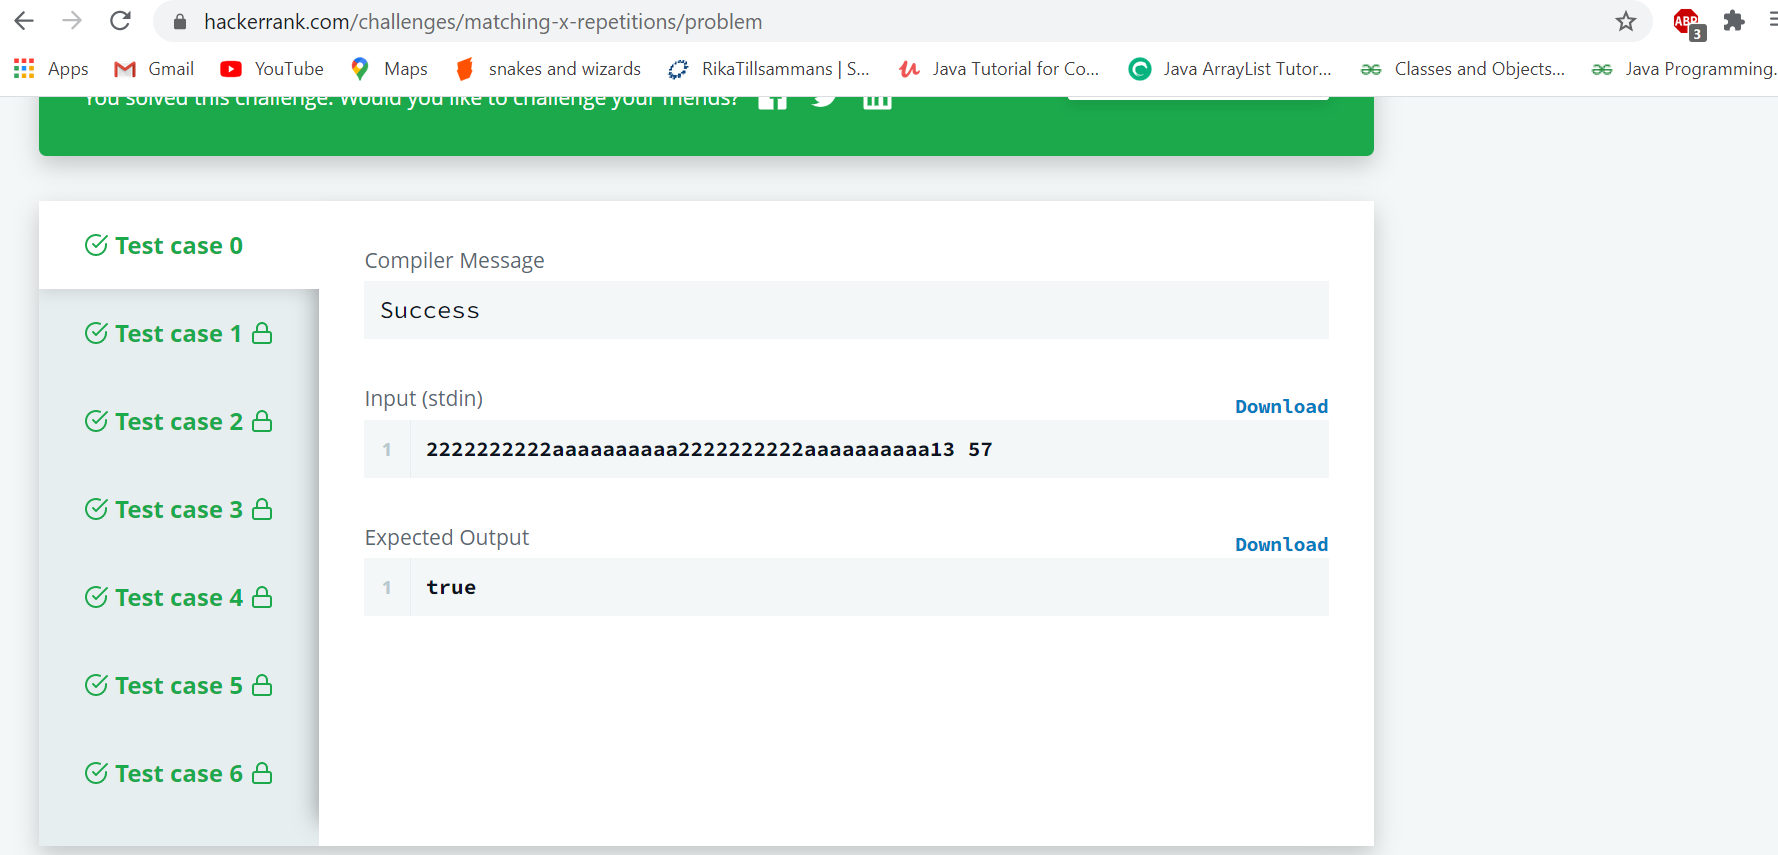 hackerrank.com/challenges/matching-x-repetitions/problem
ABP
3
Apps Gmail YouTube Maps snakes and wizards RikaTillsammans | S... Java Tutorial for Co... Java ArrayList Tutor... Classes and Objects... Java Programming.
You solved this challenge. Would you like to challenge your friends?
Test case 0
Test case 1
Test case 2
Test case 3
Test case 4
Test case 5
Test case 6
Compiler Message
Success
Input (stdin)
Download
1 2222222222aaaaaaaaaa2222222222aaaaaaaaaa13 57
Expected Output
Download
1 true